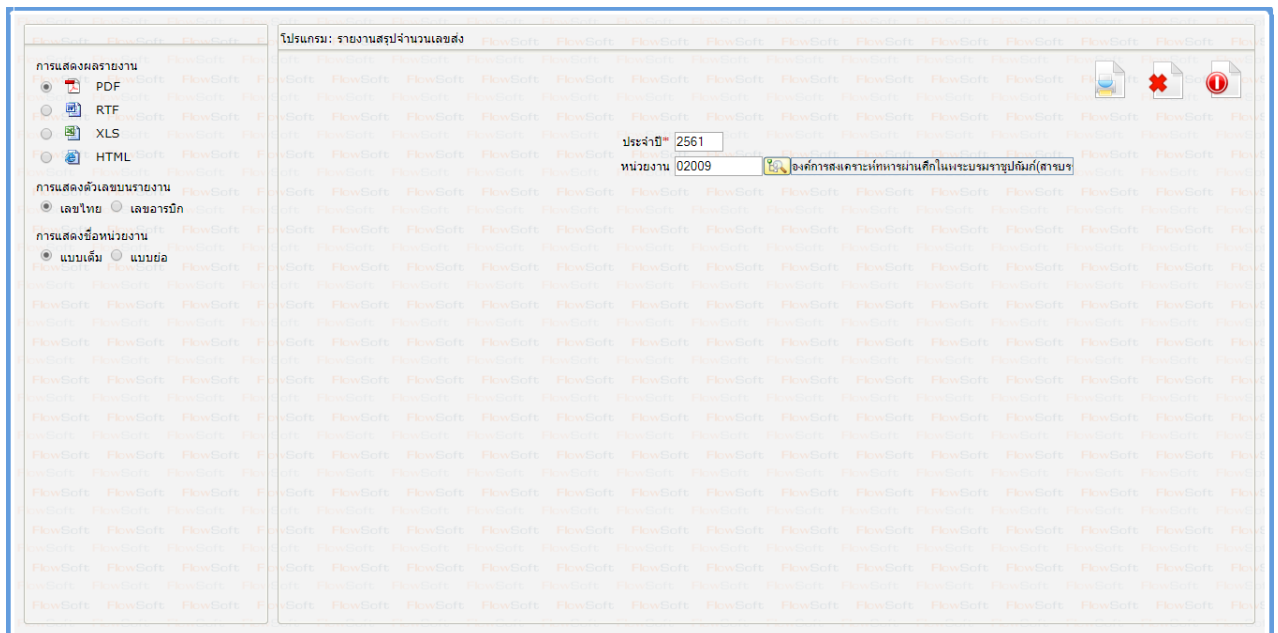 โปรแกรม: รายงานสรุปจำนวนเลขส่ง
การแสดงผลรายงาน
PDF
RTF
XLS
HTML
การแสดงตัวเลขบนรายงาน
เลขไทย เลขอารบิก
การแสดงชื่อหน่วยงาน
แบบเต็ม แบบย่อ
ประจำปี* 2561
หน่วยงาน 02009 องค์การสงเคราะห์ทหารผ่านศึกในพระบรมราชูปถัมภ์(สารบร
FlowSoft